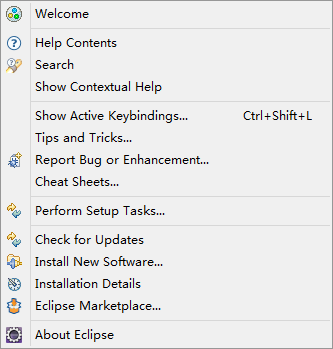 Welcome
Help Contents
Search
Show Contextual Help
Show Active Keybindings... Ctrl+Shift+L
Tips and Tricks...
Report Bug or Enhancement...
Cheat Sheets...
Perform Setup Tasks...
Check for Updates
Install New Software...
Installation Details
Eclipse Marketplace...
About Eclipse